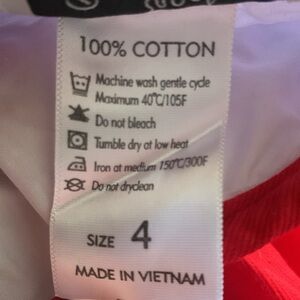 100% COTTON
Machine wash gentle cycle
Maximum 40°C/105F
Do not bleach
Tumble dry at low heat
Iron at medium 150°C/300F
Do not dryclean
SIZE 4
MADE IN VIETNAM